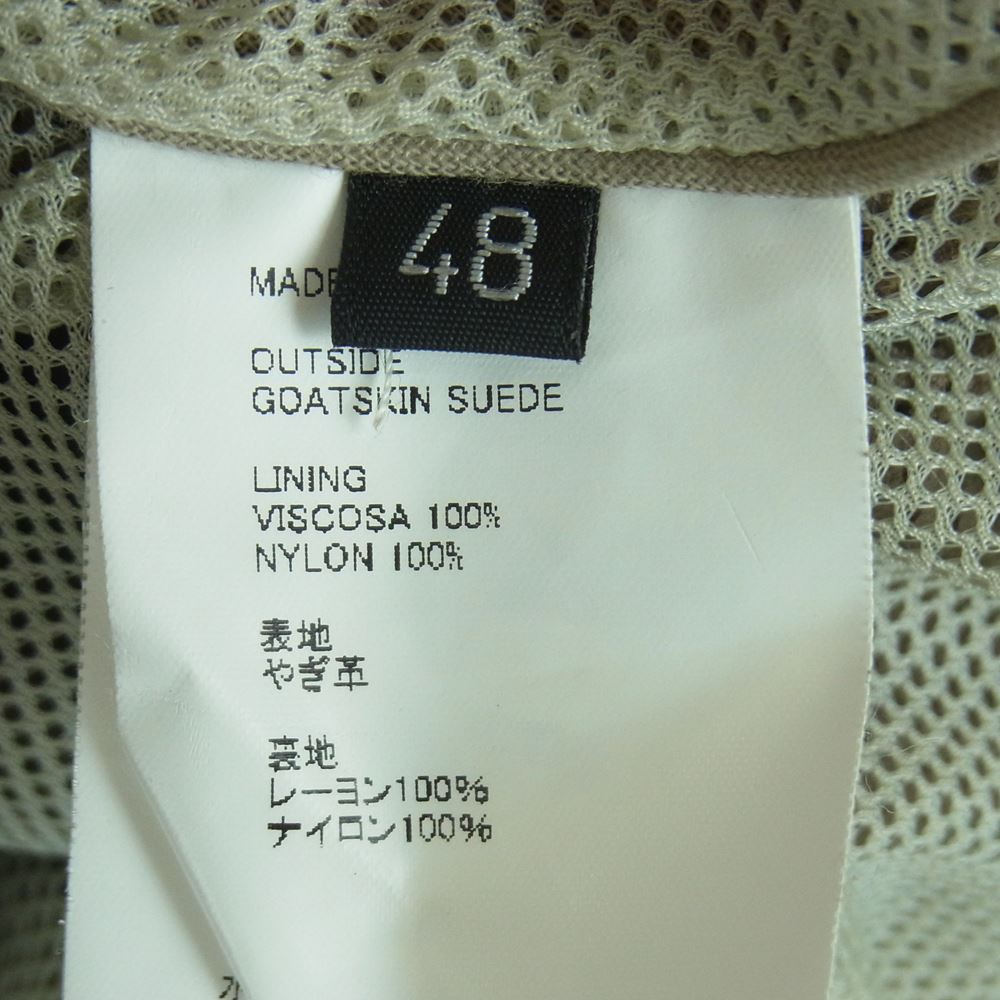 48
MADE
OUTSIDE
GOATSKIN SUEDE
LINING
VISCOSA 100%
NYLON 100%
表地
やぎ革
裏地
レーヨン100%
ナイロン100%